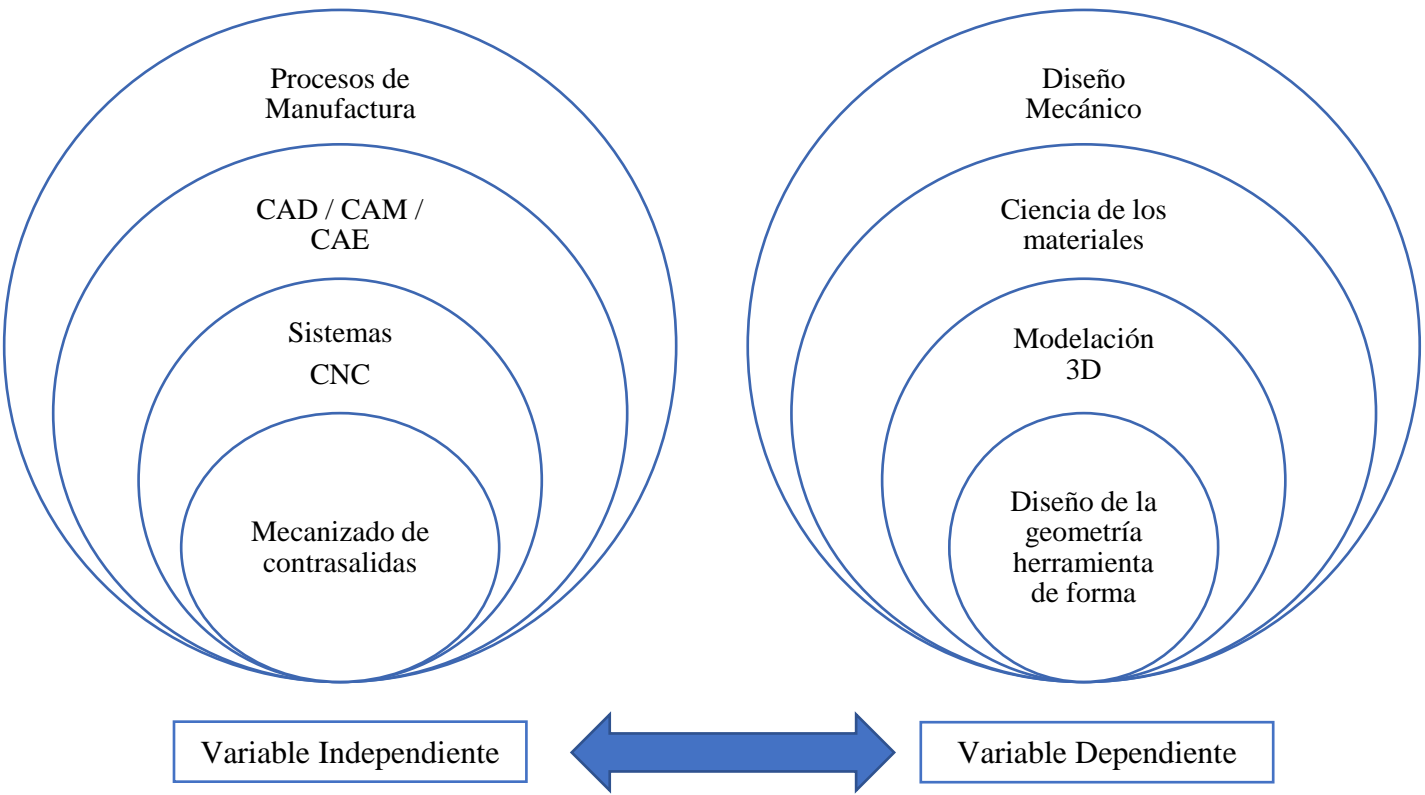 Procesos de
Manufactura
CAD / CAM /
CAE
Sistemas
CNC
Mecanizado de
contrasalidas
Variable Independiente
Diseño
Mecánico
Ciencia de los
materiales
Modelación
3D
Diseño de la
geometría
herramienta
de forma
Variable Dependiente